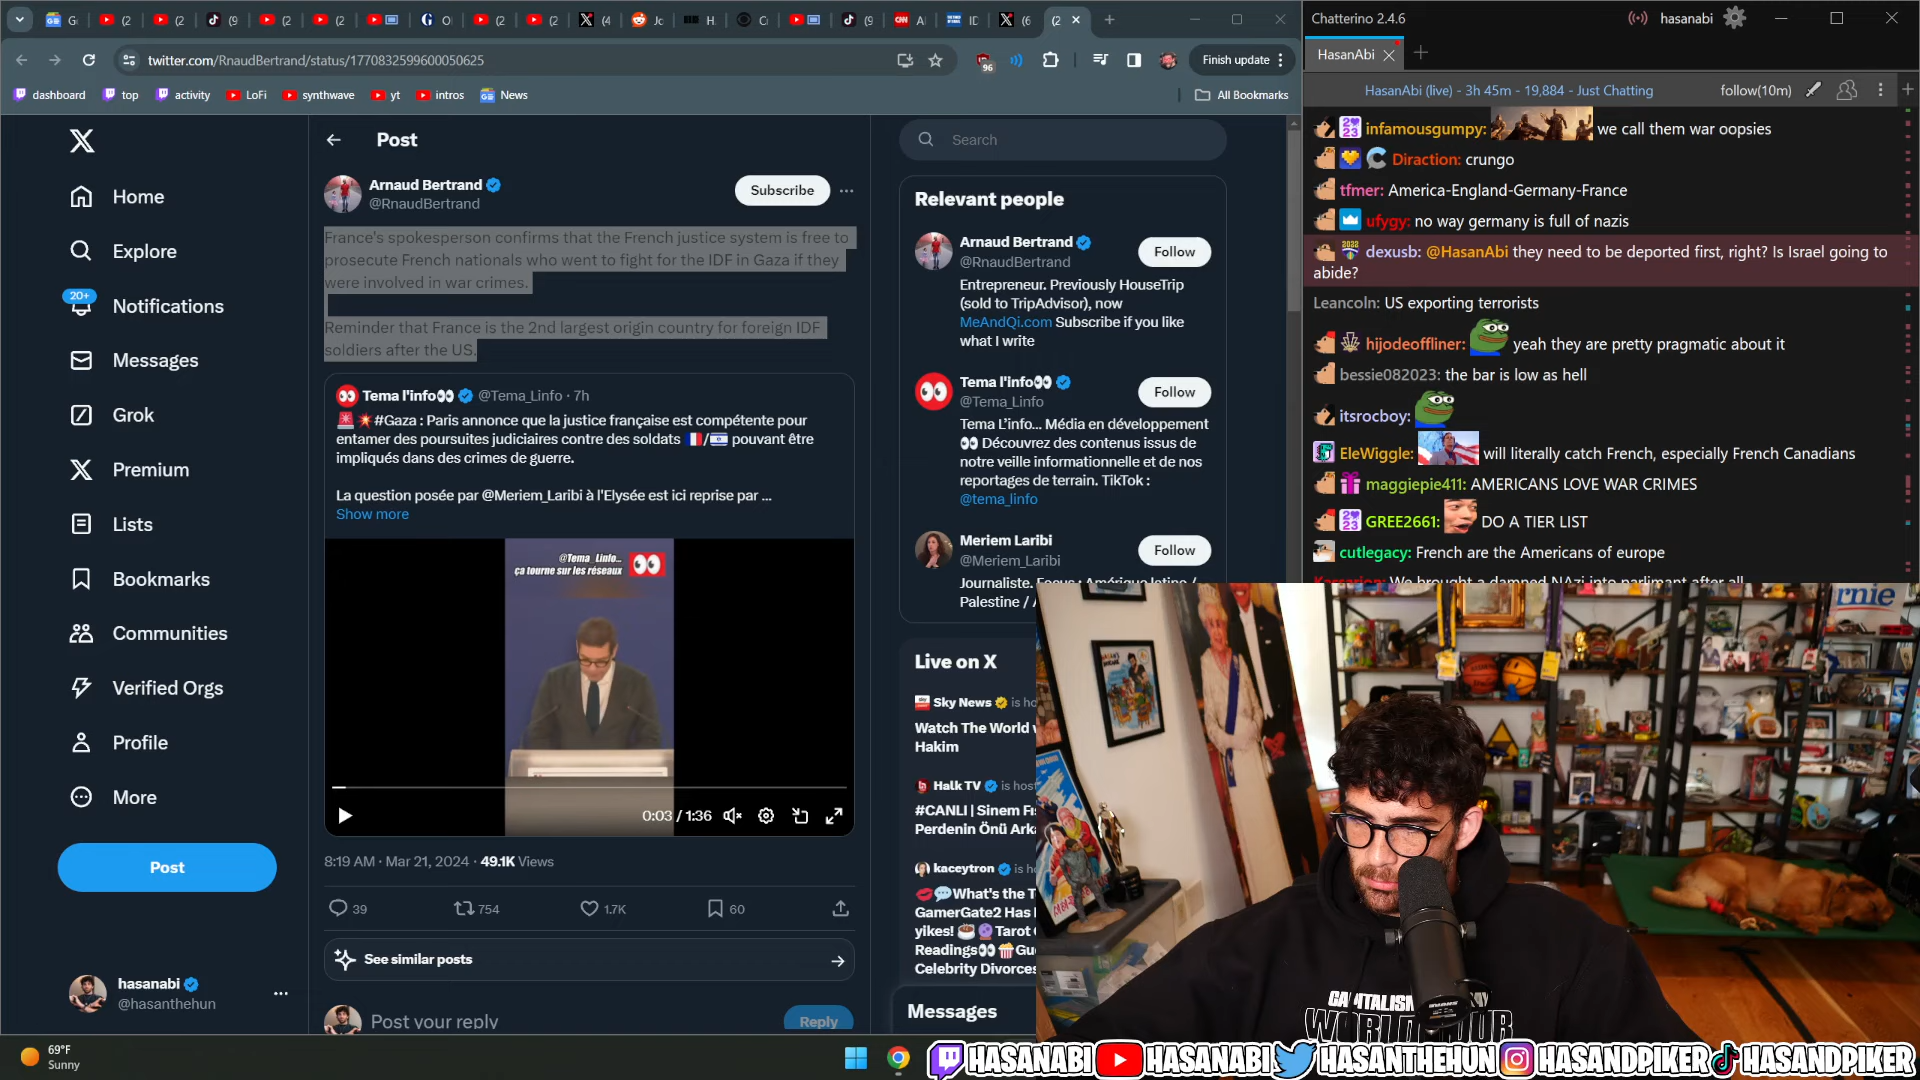 Finish update
twitter.com/RnaudBertrand/status/1770832599600050625
96
dashboard
top
activity
LoFi
synthwave
yt
intros
News
All Bookmarks
Home
Explore
20+
Notifications
Messages
Grok
Premium
Lists
Bookmarks
Communities
Verified Orgs
Profile
More
Post
hasanabi
@hasanthehun
Post
Arnaud Bertrand
@RnaudBertrand
Subscribe
France's spokesperson confirms that the French justice system is free to
prosecute French nationals who went to fight for the IDF in Gaza if they
were involved in war crimes.
Reminder that France is the 2nd largest origin country for foreign IDF
soldiers after the US.
Tema l'info👀 @Tema_Linfo · 7h
🚨💥#Gaza : Paris annonce que la justice française est compétente pour
entamer des poursuites judiciaires contre des soldats 🇫🇷/🇮🇱 pouvant être
impliqués dans des crimes de guerre.
La question posée par @Meriem_Laribi à l'Elysée est ici reprise par ...
Show more
@Tema_Linfo...
ça tourne sur les réseaux
0:03 / 1:36
8:19 AM · Mar 21, 2024 · 49.1K Views
39
754
1.7K
60
See similar posts
Post your reply
Reply
Search
Relevant people
Arnaud Bertrand
@RnaudBertrand
Follow
Entrepreneur. Previously HouseTrip
(sold to TripAdvisor), now
MeAndQi.com Subscribe if you like
what I write
Tema l'info👀
@Tema_Linfo
Follow
Tema L'info... Média en développement
👀 Découvrez des contenus issus de
notre veille informationnelle et de nos
reportages de terrain. TikTok :
@tema_linfo
Meriem Laribi
@Meriem_Laribi
Follow
Palestine /
Live on X
Sky News is
Watch The World
Hakim
Halk TV is
#CANLI | Sinem
Perdenin Önü
kaceytron is
💋💬What's the
GamerGate2 Has
yikes! ☕🔮Tarot
Readings👀🍿
Celebrity Divorces
Messages
Chatterino 2.4.6
hasanabi
HasanAbi
HasanAbi (live) - 3h 45m - 19,884 - Just Chatting
follow(10m)
infamousgumpy: we call them war oopsies
Diraction: crungo
tfmer: America-England-Germany-France
ufygy: no way germany is full of nazis
dexusb: @HasanAbi they need to be deported first, right? Is Israel going to
abide?
Leancoln: US exporting terrorists
hijodeoffliner: yeah they are pretty pragmatic about it
bessie082023: the bar is low as hell
itsrocboy:
EleWiggle: will literally catch French, especially French Canadians
maggiepie411: AMERICANS LOVE WAR CRIMES
GREE2661: DO A TIER LIST
cutlegacy: French are the Americans of europe
69°F
Sunny
HASANABI
HASANABI
HASANTHEHUN
HASANDPIKER
HASANDPIKER